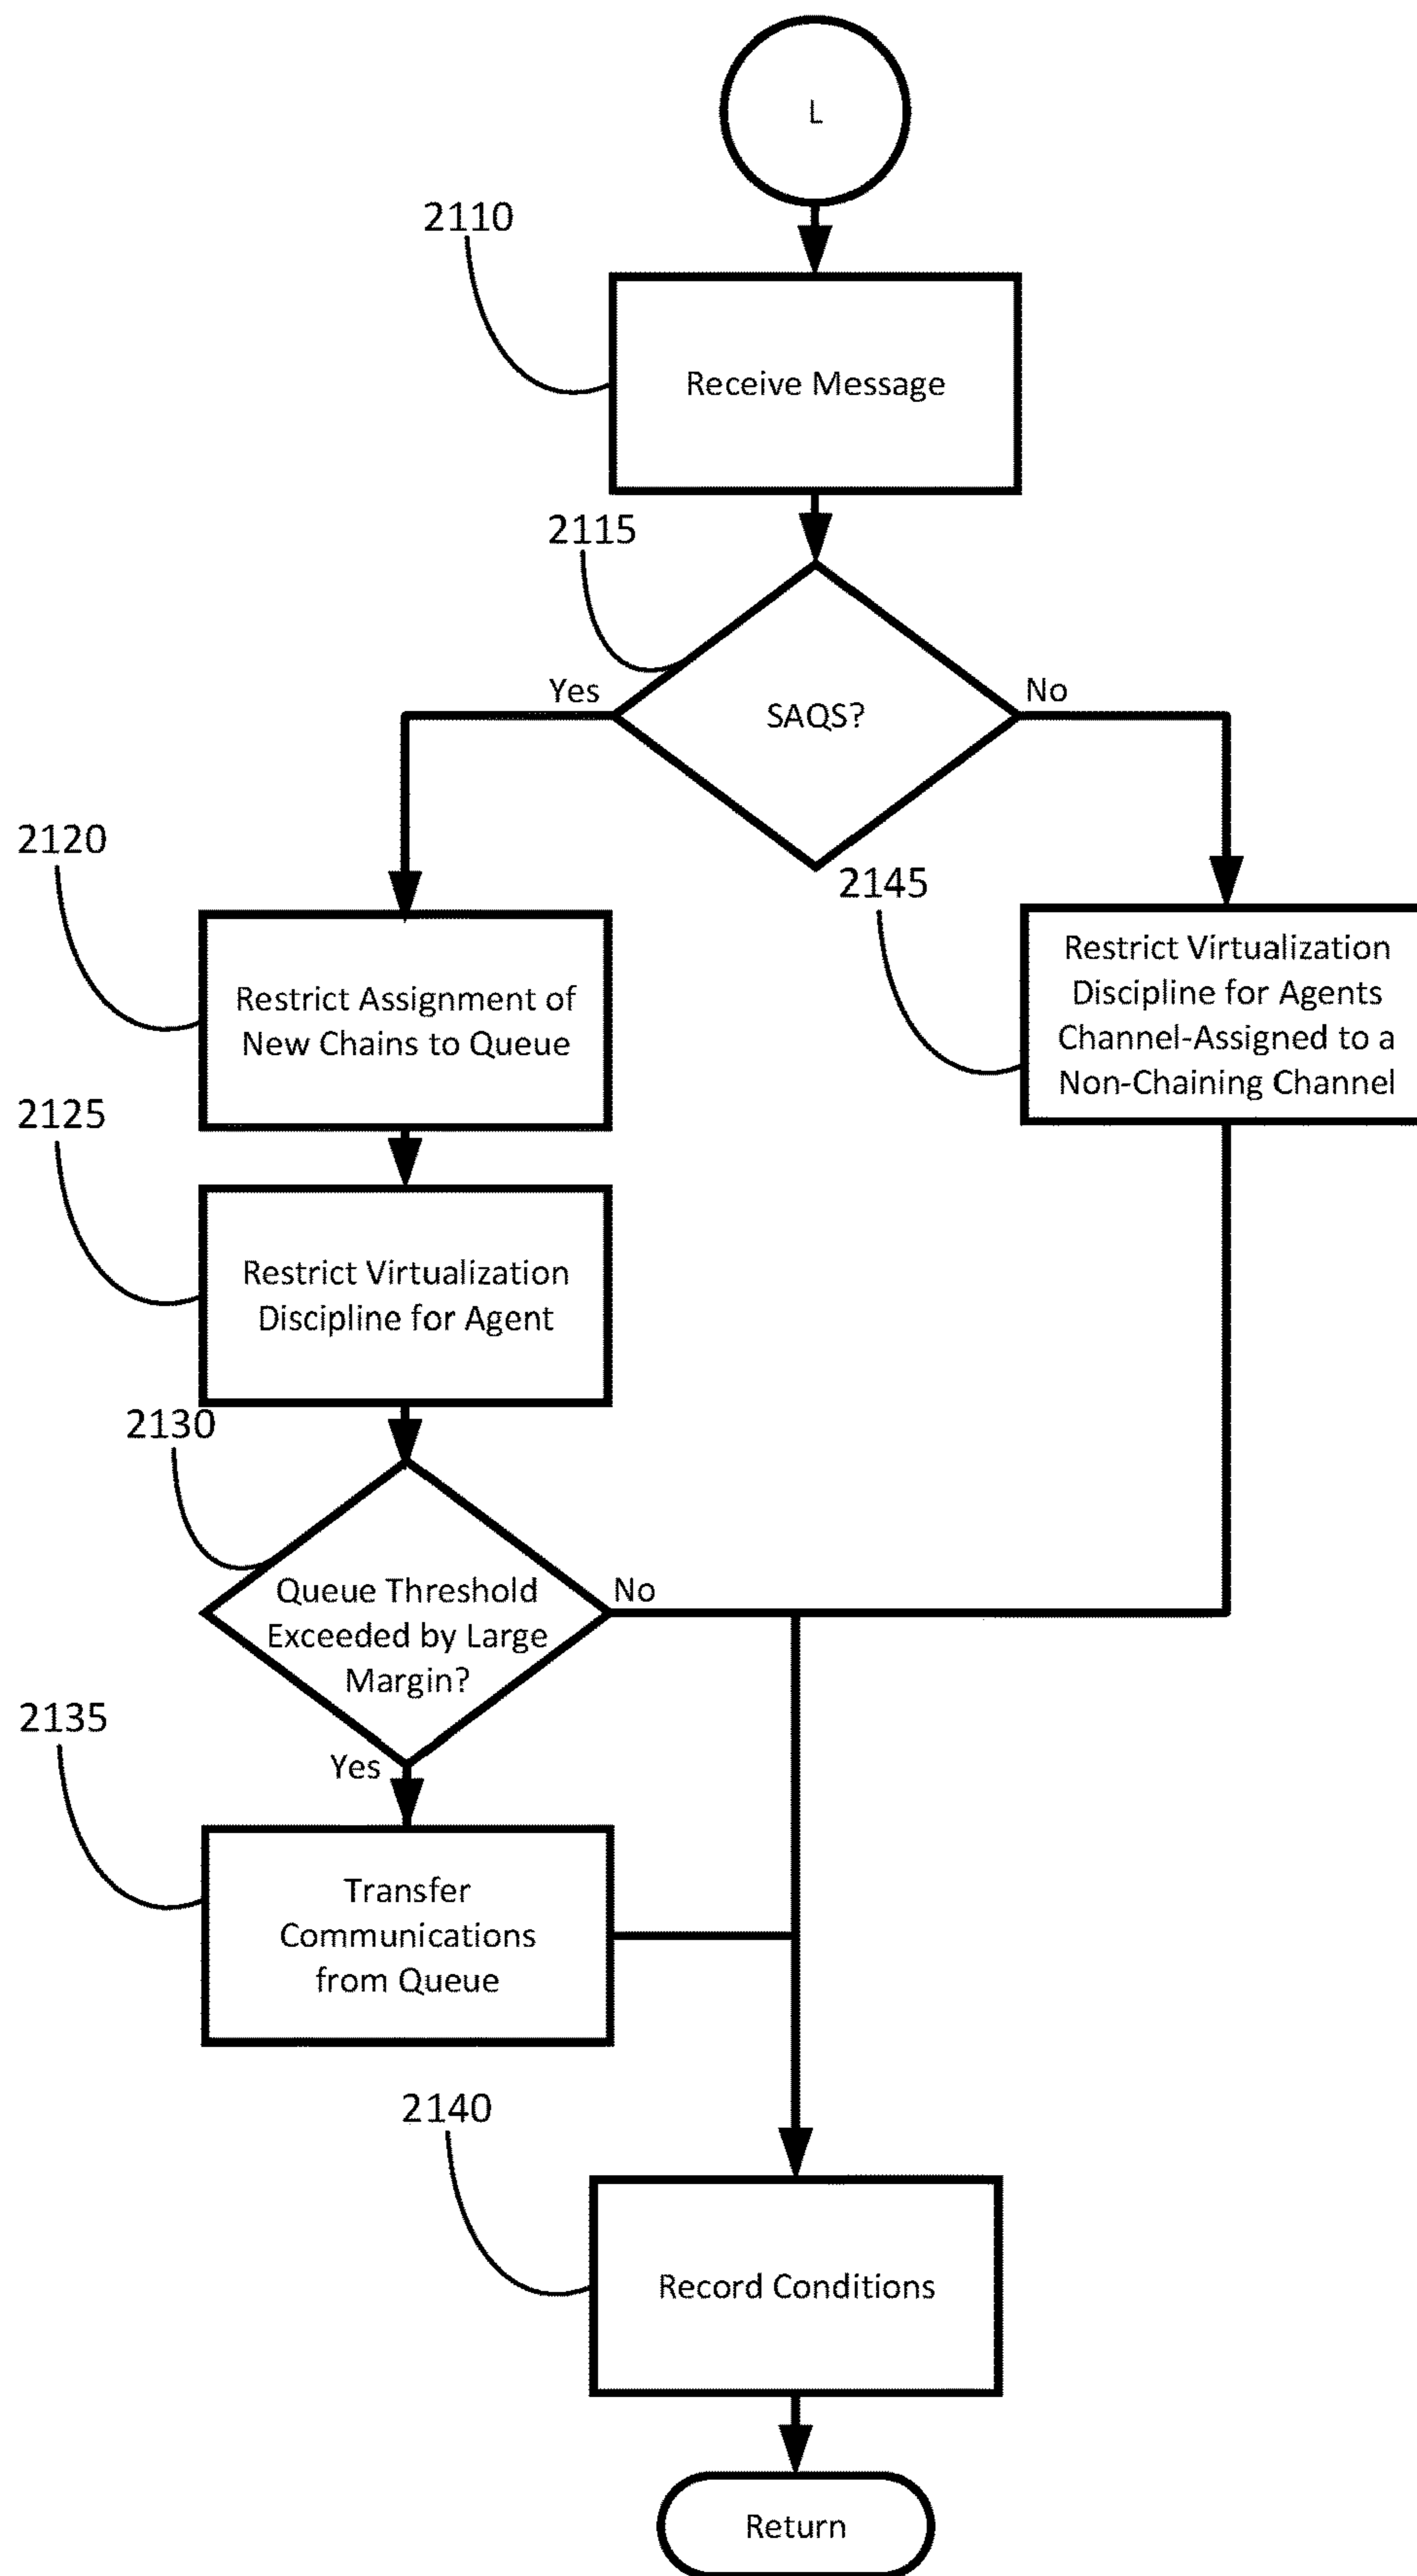 L
2110
Receive Message
2115
Yes
No
SAQS?
2120
2145
Restrict Assignment of
New Chains to Queue
Restrict Virtualization
Discipline for Agents
Channel-Assigned to a
Non-Chaining Channel
2125
Restrict Virtualization
Discipline for Agent
2130
Queue Threshold
Exceeded by Large
Margin?
No
Yes
2135
Transfer
Communications
from Queue
2140
Record Conditions
Return